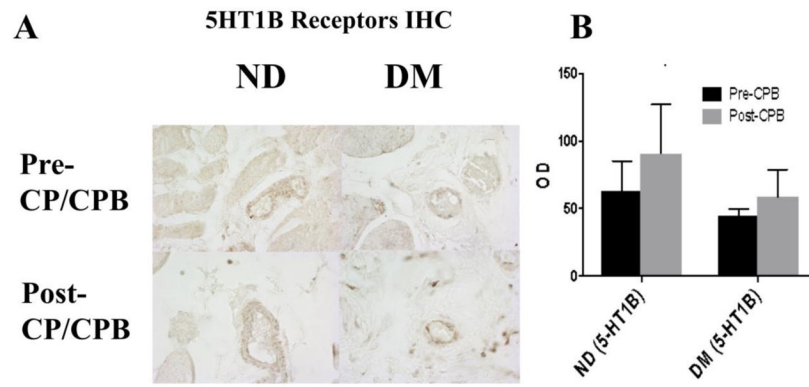 A
5HT1B Receptors IHC
B
ND
DM
Pre-
CP/CPB
Post-
CP/CPB
150
100
50
0
OD
Pre-CPB
Post-CPB
ND (5-HT1B)
DM (5-HT1B)